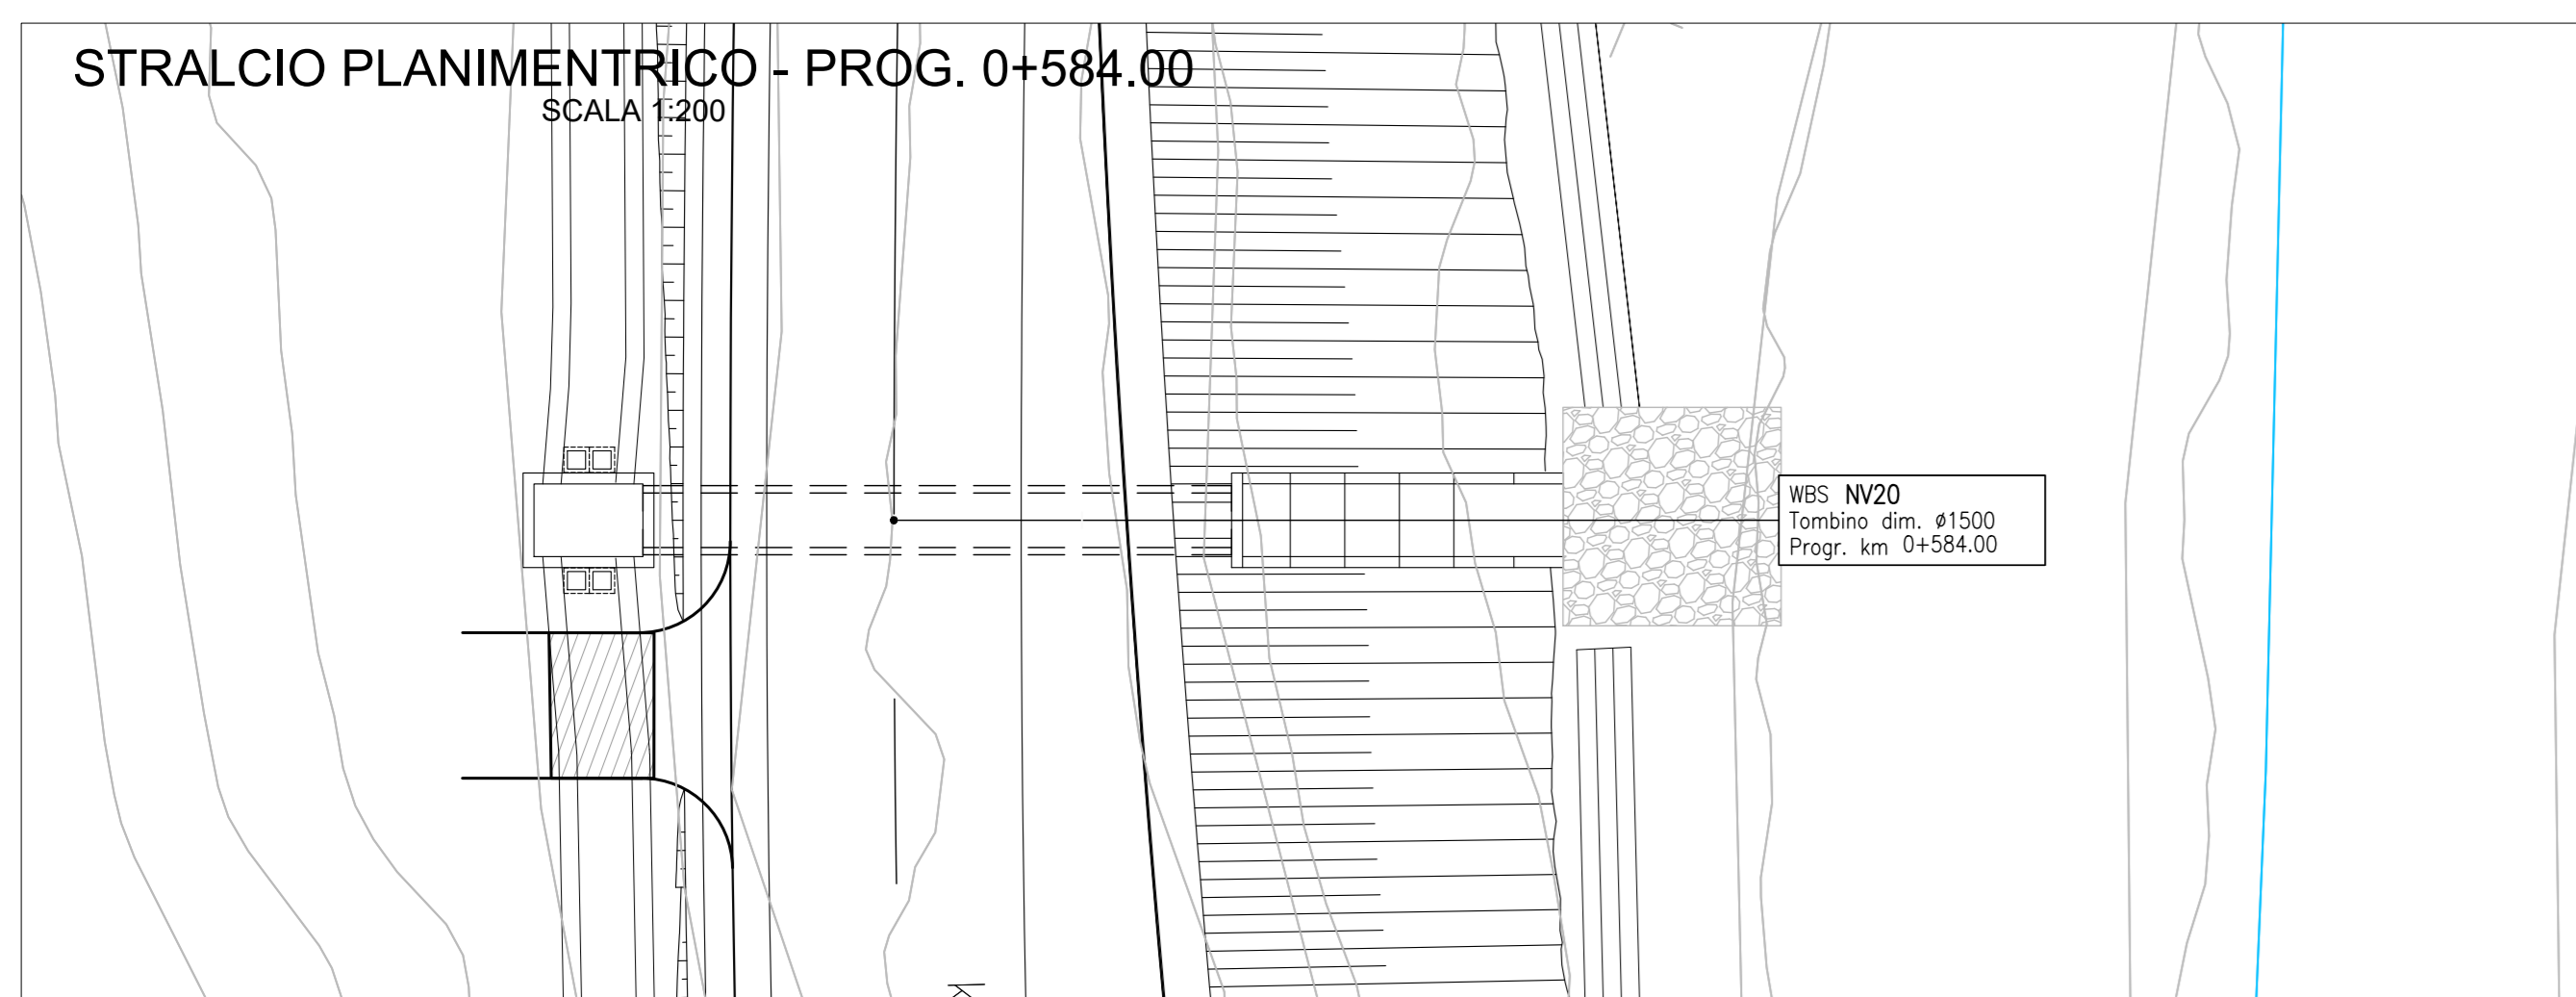 STRALCIO PLANIMENTRICO - PROG. 0+584.00
SCALA 1:200
WBS NV20
Tombino dim. ø1500
Progr. km 0+584.00